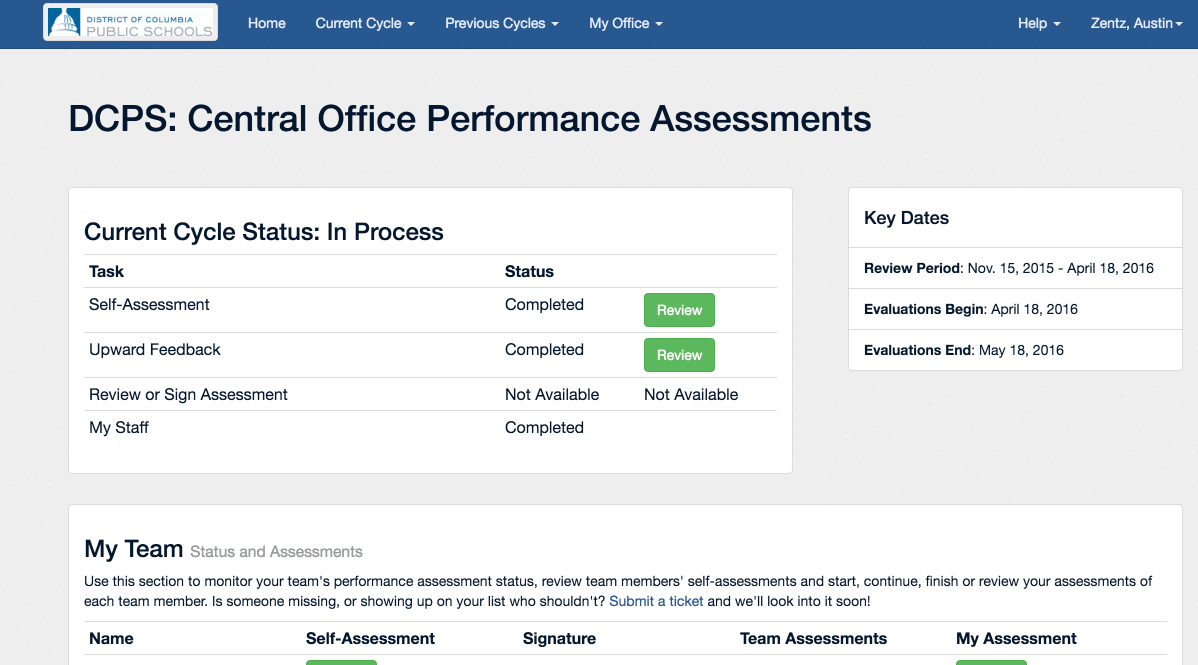 DISTRICT OF COLUMBIA
PUBLIC SCHOOLS
Home Current Cycle Previous Cycles My Office Help Zentz, Austin
DCPS: Central Office Performance Assessments
Current Cycle Status: In Process
Task Status
Self-Assessment Completed Review
Upward Feedback Completed Review
Review or Sign Assessment Not Available Not Available
My Staff Completed
Key Dates
Review Period: Nov. 15, 2015 - April 18, 2016
Evaluations Begin: April 18, 2016
Evaluations End: May 18, 2016
My Team Status and Assessments
Use this section to monitor your team's performance assessment status, review team members' self-assessments and start, continue, finish or review your assessments of
each team member. Is someone missing, or showing up on your list who shouldn't? Submit a ticket and we'll look into it soon!
Name Self-Assessment Signature Team Assessments My Assessment